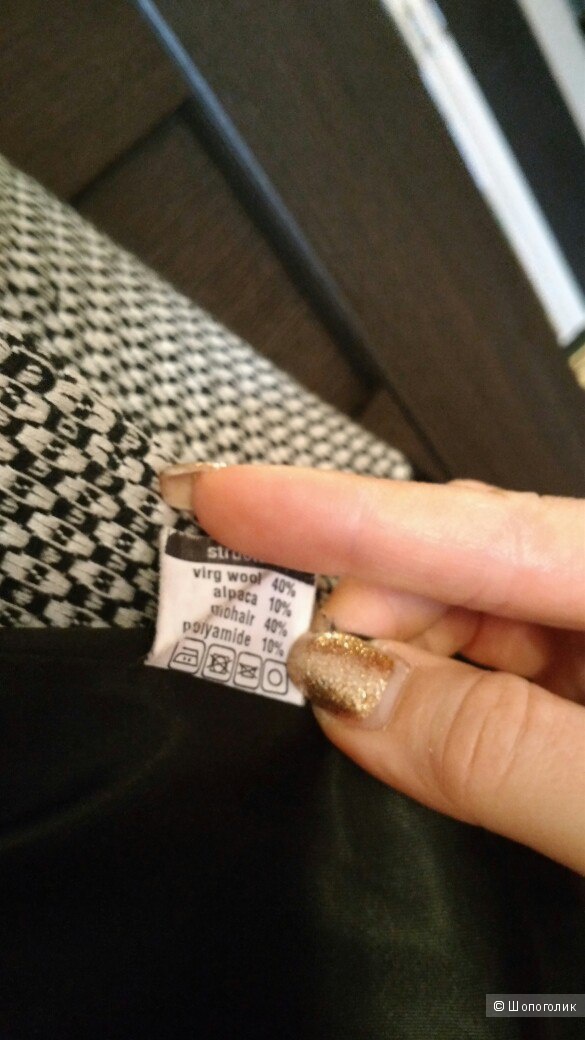 virg wool 40%
alpaca 10%
mohair 40%
polyamide 10%
© Шопоголик